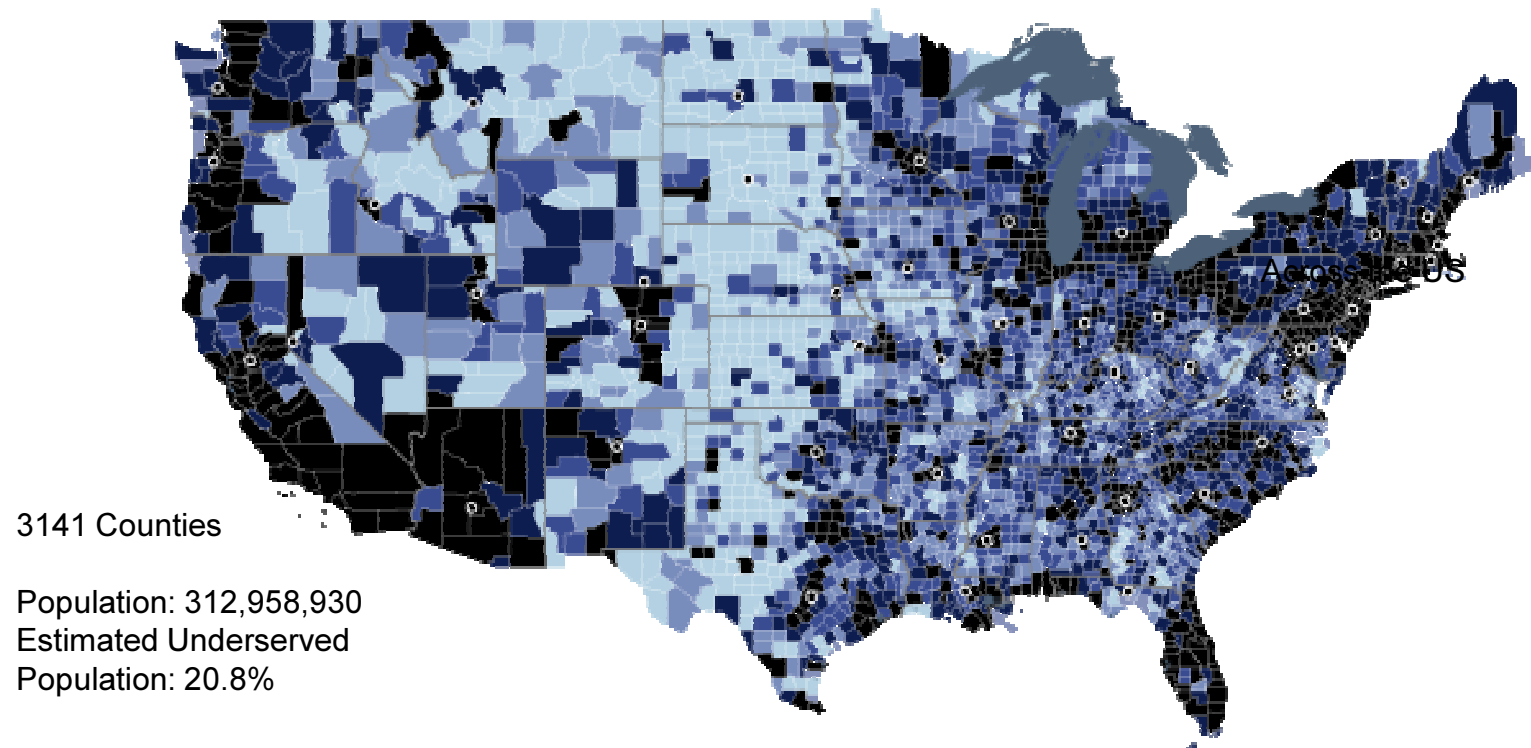 Across the US
3141 Counties
Population: 312,958,930
Estimated Underserved
Population: 20.8%